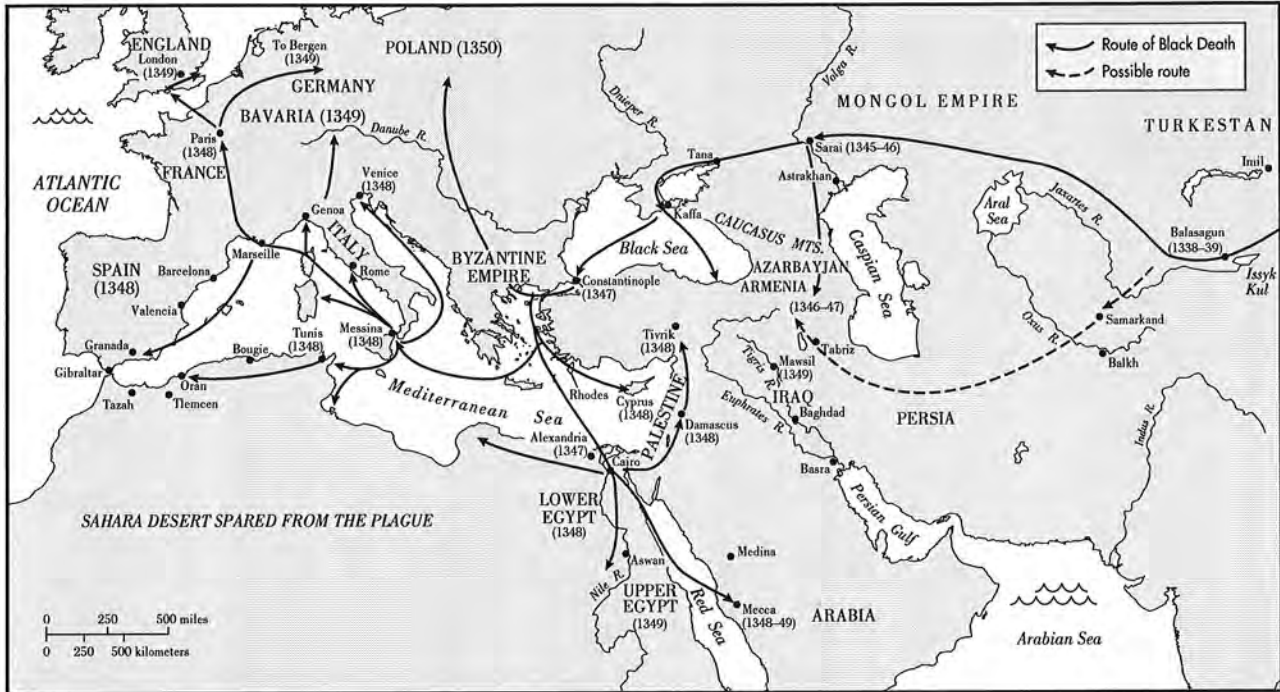 ENGLAND
London
(1349)
To Bergen
(1349)
GERMANY
POLAND (1350)
BAVARIA (1349)
Danube R.
Dnieper R.
Volga R.
Route of Black Death
Possible route
MONGOL EMPIRE
TURKESTAN
Paris
(1348)
FRANCE
ATLANTIC
OCEAN
Venice
(1348)
Genoa
ITALY
Rome
Marseille
Tana
Sarai (1345–46)
Astrakhan
Kaffa
Black Sea
CAUCASUS MTS.
Caspian Sea
Aral
Sea
Jaxartes R.
Imil
Balasagun
(1338–39)
Issyk
Kul
SPAIN
(1348)
Barcelona
Valencia
Granada
Gibraltar
Tazah
Tlemcen
Oran
Bougie
Tunis
(1348)
Messina
(1348)
BYZANTINE
EMPIRE
Constantinople
(1347)
AZARBAYJAN
ARMENIA
(1346–47)
Tabriz
Tivrik
(1348)
Tigris R.
Mawsil
(1349)
IRAQ
Baghdad
Euphrates R.
Basra
PERSIA
Samarkand
Oxus R.
Balkh
Indus R.
Mediterranean
Sea
Rhodes
Cyprus
(1348)
PALESTINE
Damascus
(1348)
Alexandria
(1347)
Cairo
LOWER
EGYPT
(1348)
SAHARA DESERT SPARED FROM THE PLAGUE
Persian Gulf
Aswan
Nile R.
UPPER
EGYPT
(1349)
Red Sea
Medina
Mecca
(1348–49)
ARABIA
Arabian Sea
0 250 500 miles
0 250 500 kilometers